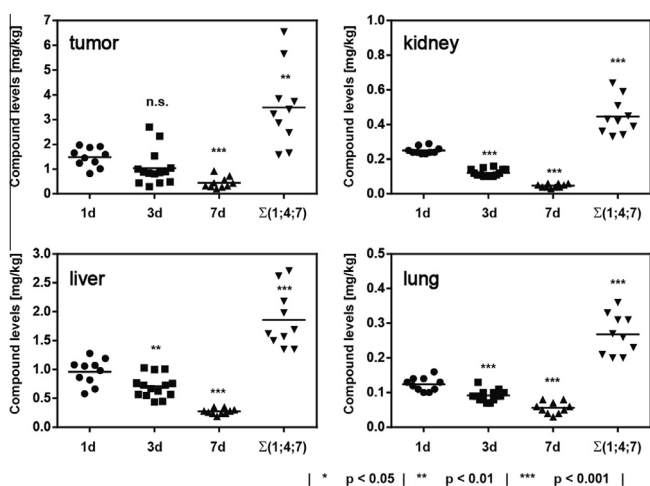 tumor
n.s.
***
**
Compound levels [mg/kg]
7
6
5
4
3
2
1
0
1d 3d 7d Σ(1;4;7)
kidney
***
***
***
Compound levels [mg/kg]
1.0
0.8
0.6
0.4
0.2
0.0
1d 3d 7d Σ(1;4;7)
liver
**
***
***
Compound levels [mg/kg]
3.0
2.5
2.0
1.5
1.0
0.5
0.0
1d 3d 7d Σ(1;4;7)
lung
***
***
***
Compound levels [mg/kg]
0.5
0.4
0.3
0.2
0.1
0.0
1d 3d 7d Σ(1;4;7)
| * p < 0.05 | ** p < 0.01 | *** p < 0.001 |